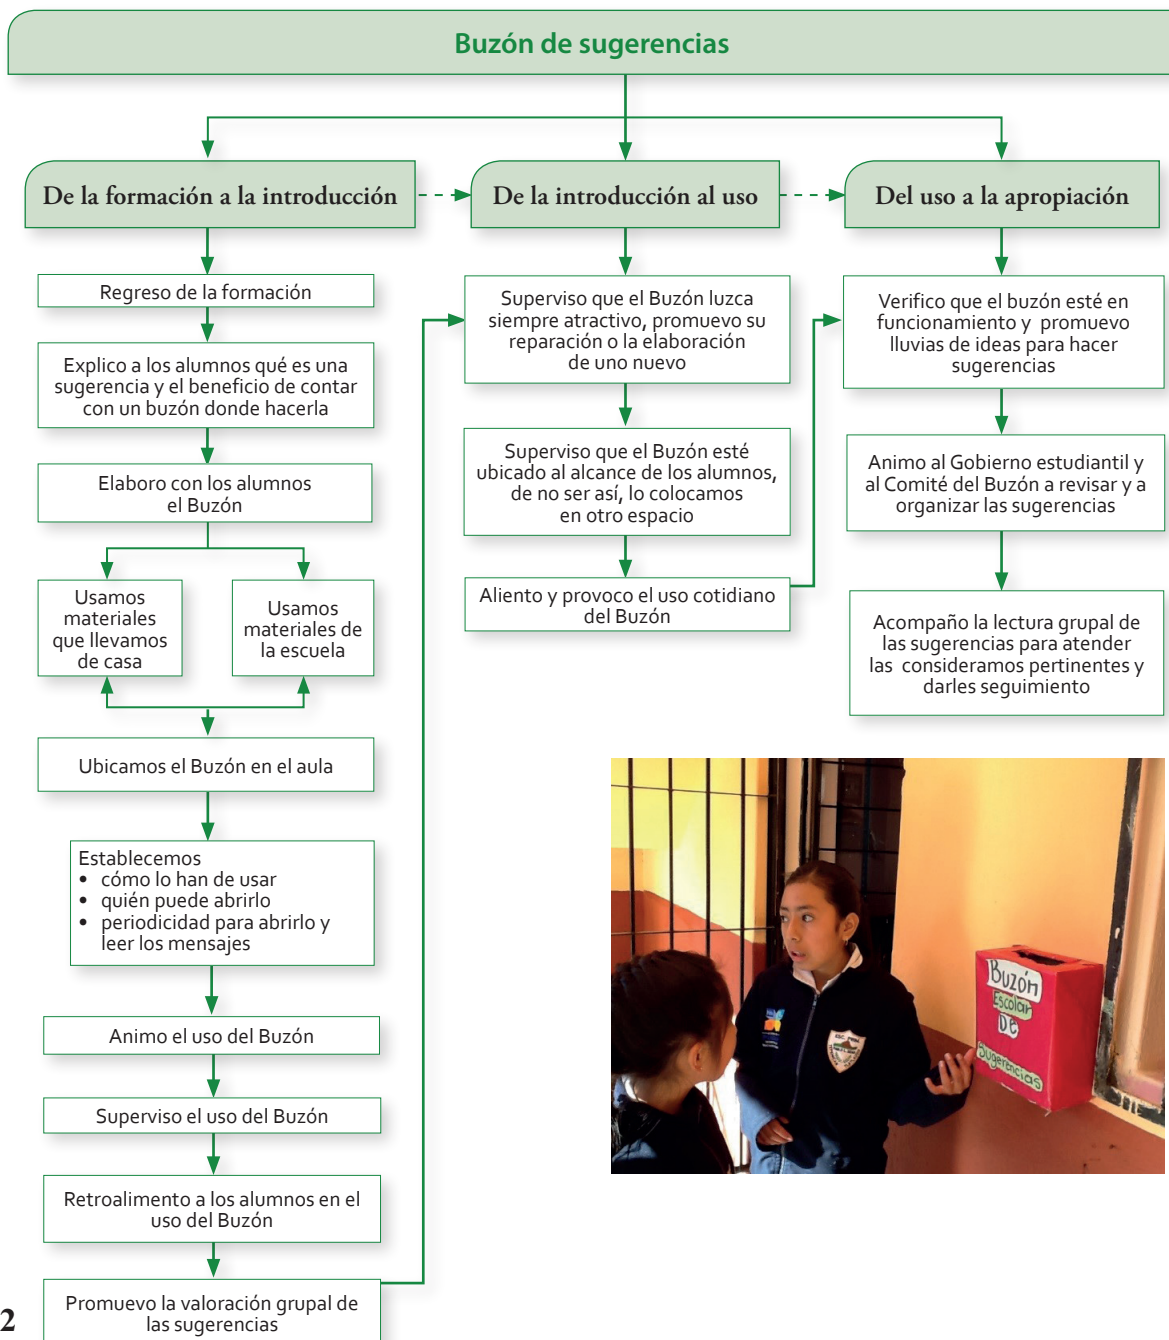 Buzón de sugerencias
De la formación a la introducción
Regreso de la formación
Explico a los alumnos qué es una
sugerencia y el beneficio de contar
con un buzón donde hacerla
Elaboro con los alumnos
el Buzón
Usamos
materiales
que llevamos
de casa
Usamos
materiales de
la escuela
Ubicamos el Buzón en el aula
Establecemos
• cómo lo han de usar
• quién puede abrirlo
• periodicidad para abrirlo y
leer los mensajes
Animo el uso del Buzón
Superviso el uso del Buzón
Retroalimento a los alumnos en el
uso del Buzón
Promuevo la valoración grupal de
las sugerencias
De la introducción al uso
Superviso que el Buzón luzca
siempre atractivo, promuevo su
reparación o la elaboración
de uno nuevo
Superviso que el Buzón esté
ubicado al alcance de los alumnos,
de no ser así, lo colocamos
en otro espacio
Aliento y provoco el uso cotidiano
del Buzón
Del uso a la apropiación
Verifico que el buzón esté en
funcionamiento y promuevo
lluvias de ideas para hacer
sugerencias
Animo al Gobierno estudiantil y
al Comité del Buzón a revisar y a
organizar las sugerencias
Acompaño la lectura grupal de
las sugerencias para atender
las consideramos pertinentes y
darles seguimiento
Buzón
Escolar
DE
Sugerencias
2